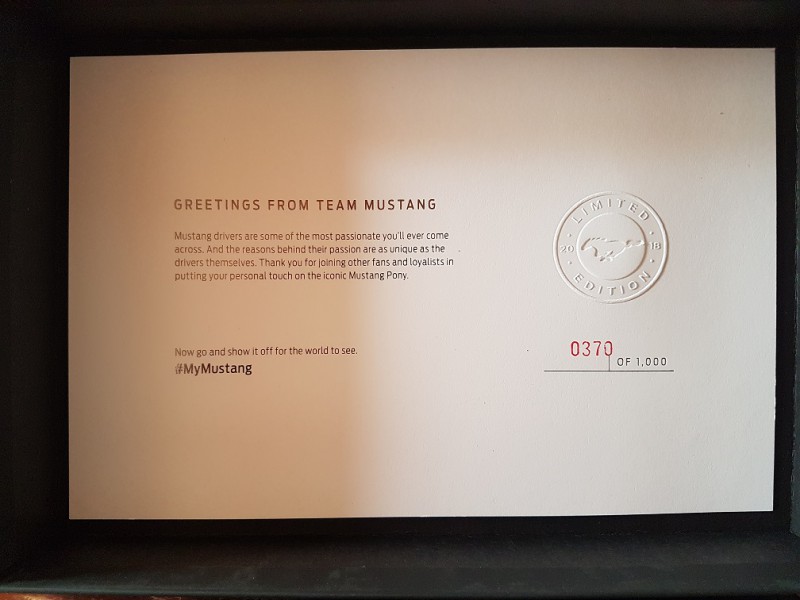 GREETINGS FROM TEAM MUSTANG
Mustang drivers are some of the most passionate you'll ever come
across. And the reasons behind their passion are as unique as the
drivers themselves. Thank you for joining other fans and loyalists in
putting your personal touch on the iconic Mustang Pony.
Now go and show it off for the world to see.
#MyMustang
LIMITED
20 18
EDITION
0370
OF 1,000